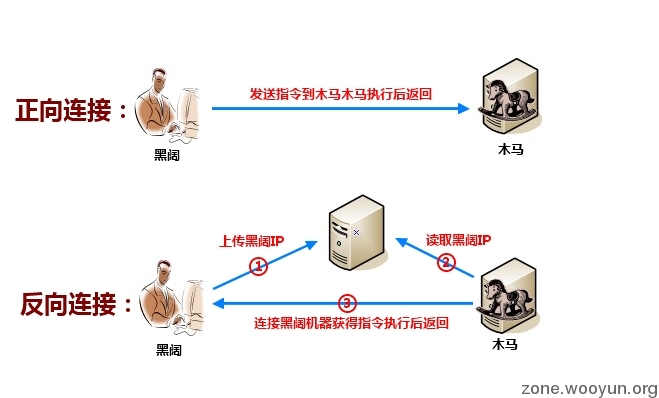 正向连接：
发送指令到木马木马执行后返回
黑阔
木马
反向连接：
上传黑阔IP
读取黑阔IP
①
②
③
连接黑阔机器获得指令执行后返回
黑阔
木马
zone.wooyun.org